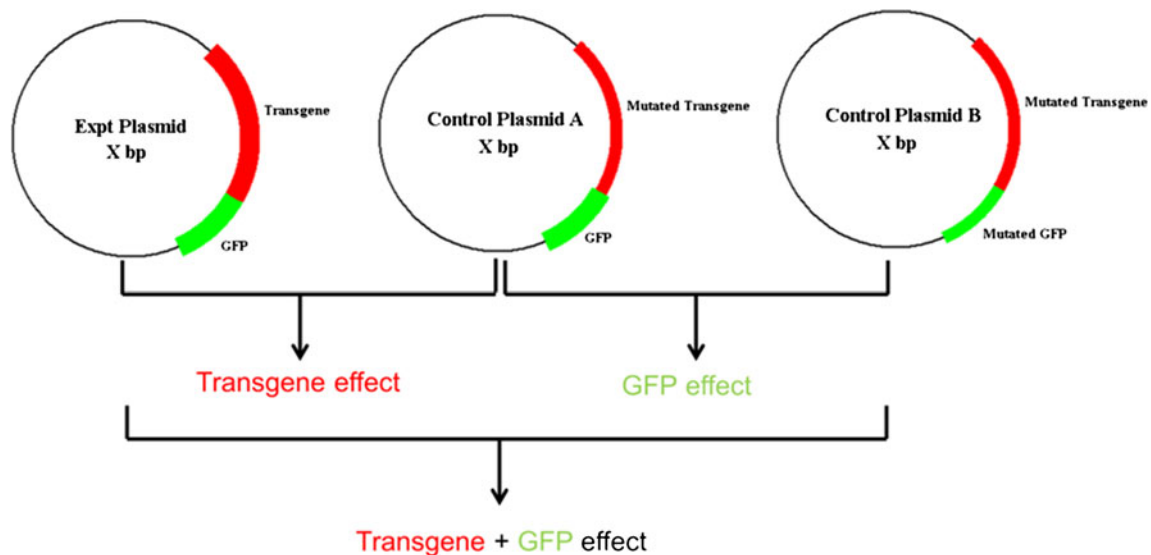 Expt Plasmid
X bp
Transgene
GFP
Control Plasmid A
X bp
Mutated Transgene
GFP
Control Plasmid B
X bp
Mutated Transgene
Mutated GFP
Transgene effect
GFP effect
Transgene + GFP effect